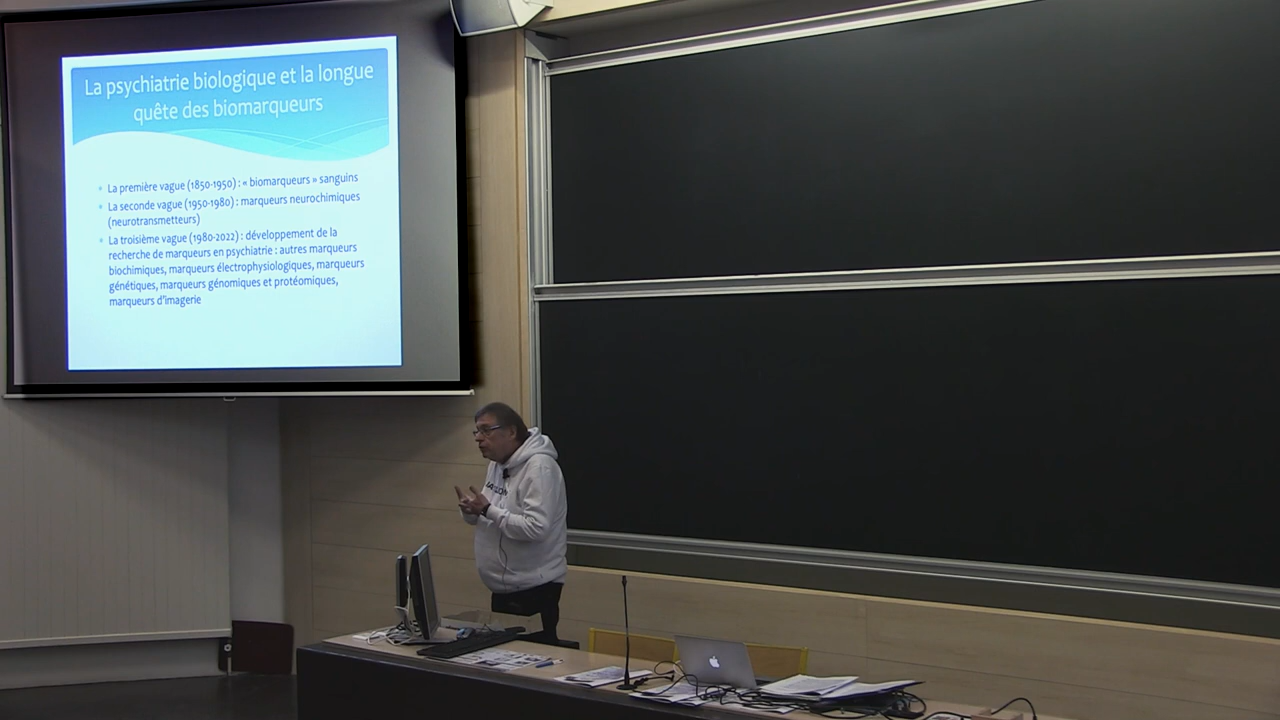 La psychiatrie biologique et la longue
quête des biomarqueurs
La première vague (1850-1950) : « biomarqueurs » sanguins
La seconde vague (1950-1980) : marqueurs neurochimiques
(neurotransmetteurs)
La troisième vague (1980-2022) : développement de la
recherche de marqueurs en psychiatrie : autres marqueurs
biochimiques, marqueurs électrophysiologiques, marqueurs
génétiques, marqueurs génomiques et protéomiques,
marqueurs d'imagerie